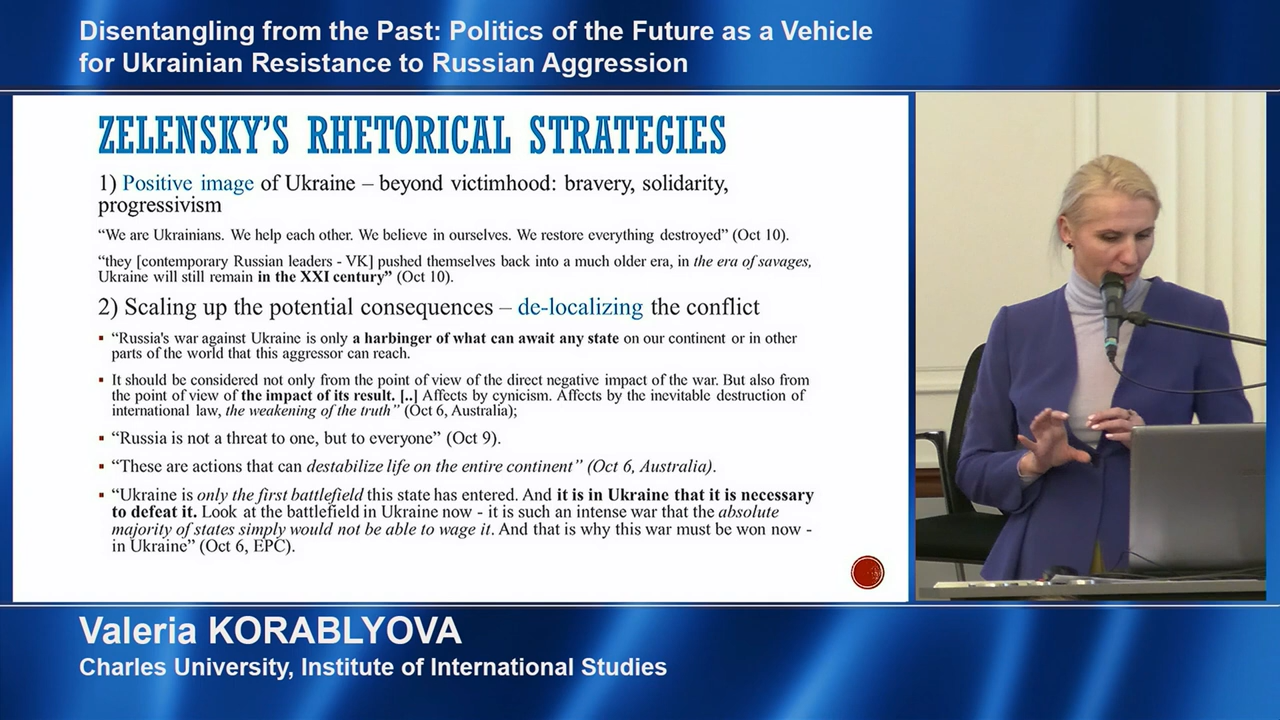 Disentangling from the Past: Politics of the Future as a Vehicle
for Ukrainian Resistance to Russian Aggression
ZELENSKY'S RHETORICAL STRATEGIES
1) Positive image of Ukraine – beyond victimhood: bravery, solidarity,
progressivism
“We are Ukrainians. We help each other. We believe in ourselves. We restore everything destroyed” (Oct 10).
“they [contemporary Russian leaders - VK] pushed themselves back into a much older era, in the era of savages,
Ukraine will still remain in the XXI century” (Oct 10).
2) Scaling up the potential consequences – de-localizing the conflict
▪ “Russia's war against Ukraine is only a harbinger of what can await any state on our continent or in other
parts of the world that this aggressor can reach.
▪ It should be considered not only from the point of view of the direct negative impact of the war. But also from
the point of view of the impact of its result. [..] Affects by cynicism. Affects by the inevitable destruction of
international law, the weakening of the truth” (Oct 6, Australia);
▪ “Russia is not a threat to one, but to everyone” (Oct 9).
▪ “These are actions that can destabilize life on the entire continent” (Oct 6, Australia).
▪ “Ukraine is only the first battlefield this state has entered. And it is in Ukraine that it is necessary
to defeat it. Look at the battlefield in Ukraine now - it is such an intense war that the absolute
majority of states simply would not be able to wage it. And that is why this war must be won now -
in Ukraine” (Oct 6, EPC).
Valeria KORABLYOVA
Charles University, Institute of International Studies